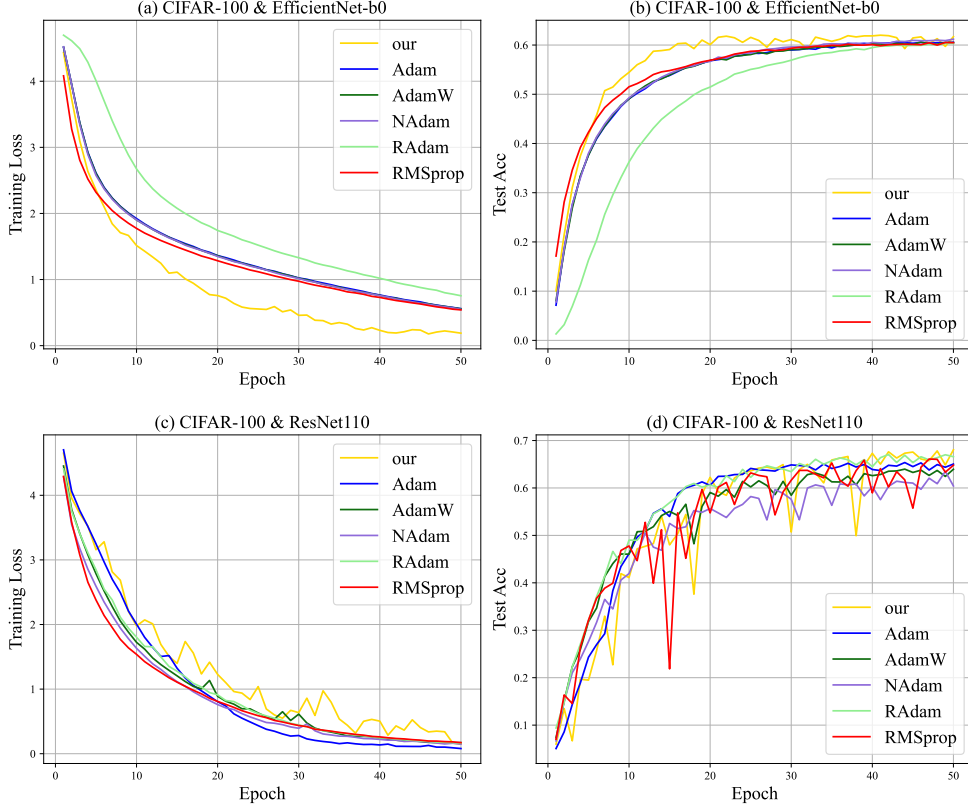 (a) CIFAR-100 & EfficientNet-b0
Training Loss
4
3
2
1
0
our
Adam
AdamW
NAdam
RAdam
RMSprop
0 10 20 30 40 50
Epoch
(b) CIFAR-100 & EfficientNet-b0
Test Acc
0.6
0.5
0.4
0.3
0.2
0.1
0.0
our
Adam
AdamW
NAdam
RAdam
RMSprop
0 10 20 30 40 50
Epoch
(c) CIFAR-100 & ResNet110
Training Loss
4
3
2
1
0
our
Adam
AdamW
NAdam
RAdam
RMSprop
0 10 20 30 40 50
Epoch
(d) CIFAR-100 & ResNet110
Test Acc
0.7
0.6
0.5
0.4
0.3
0.2
0.1
our
Adam
AdamW
NAdam
RAdam
RMSprop
0 10 20 30 40 50
Epoch